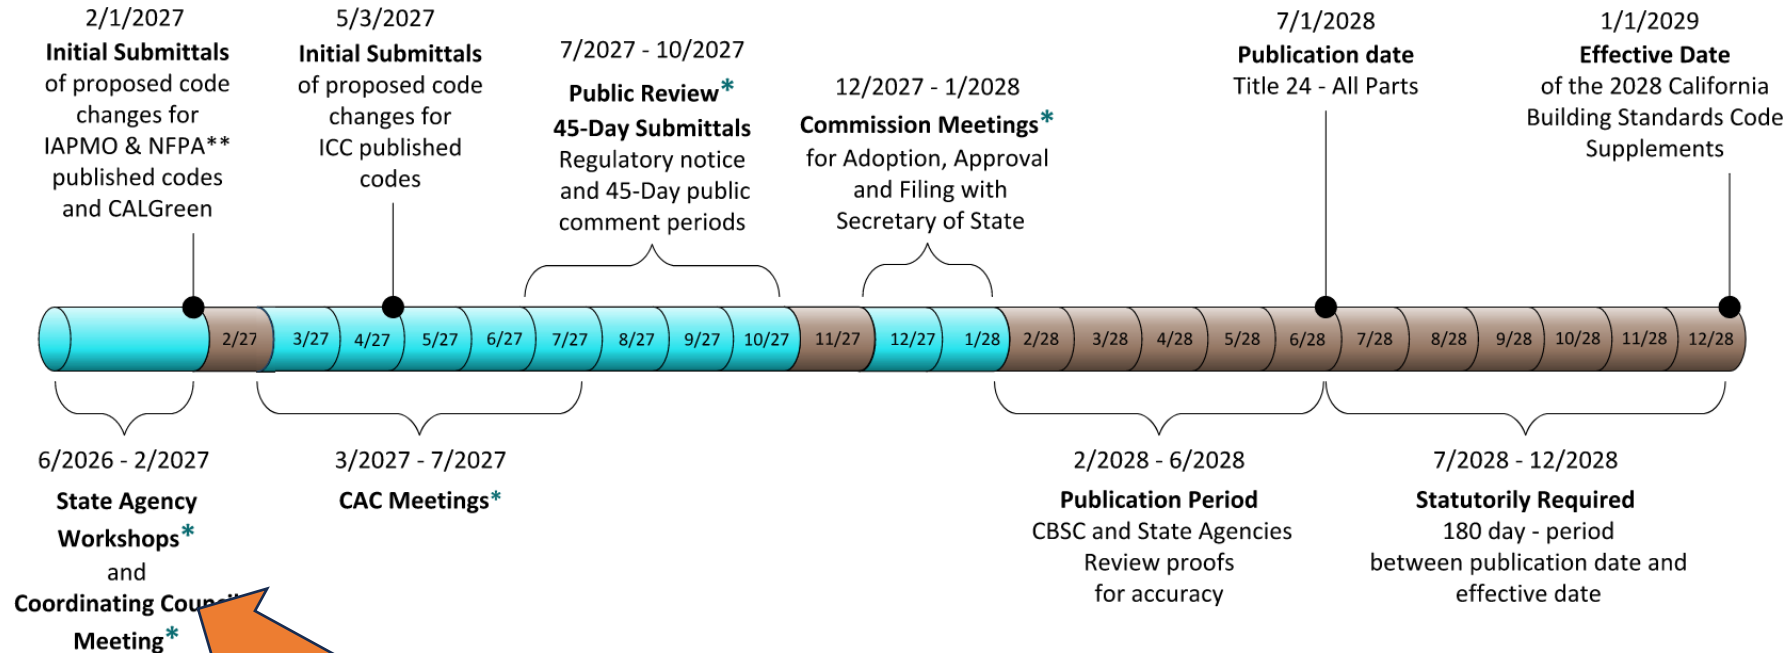 2/1/2027
Initial Submittals
of proposed code
changes for
IAPMO & NFPA**
published codes
and CALGreen
5/3/2027
Initial Submittals
of proposed code
changes for
ICC published
codes
7/2027 - 10/2027
Public Review*
45-Day Submittals
Regulatory notice
and 45-Day public
comment periods
12/2027 - 1/2028
Commission Meetings*
for Adoption, Approval
and Filing with
Secretary of State
7/1/2028
Publication date
Title 24 - All Parts
1/1/2029
Effective Date
of the 2028 California
Building Standards Code
Supplements
2/27 3/27 4/27 5/27 6/27 7/27 8/27 9/27 10/27 11/27 12/27 1/28 2/28 3/28 4/28 5/28 6/28 7/28 8/28 9/28 10/28 11/28 12/28
6/2026 - 2/2027
State Agency
Workshops*
and
Coordinating Council
Meeting*
3/2027 - 7/2027
CAC Meetings*
2/2028 - 6/2028
Publication Period
CBSC and State Agencies
Review proofs
for accuracy
7/2028 - 12/2028
Statutorily Required
180 day - period
between publication date and
effective date